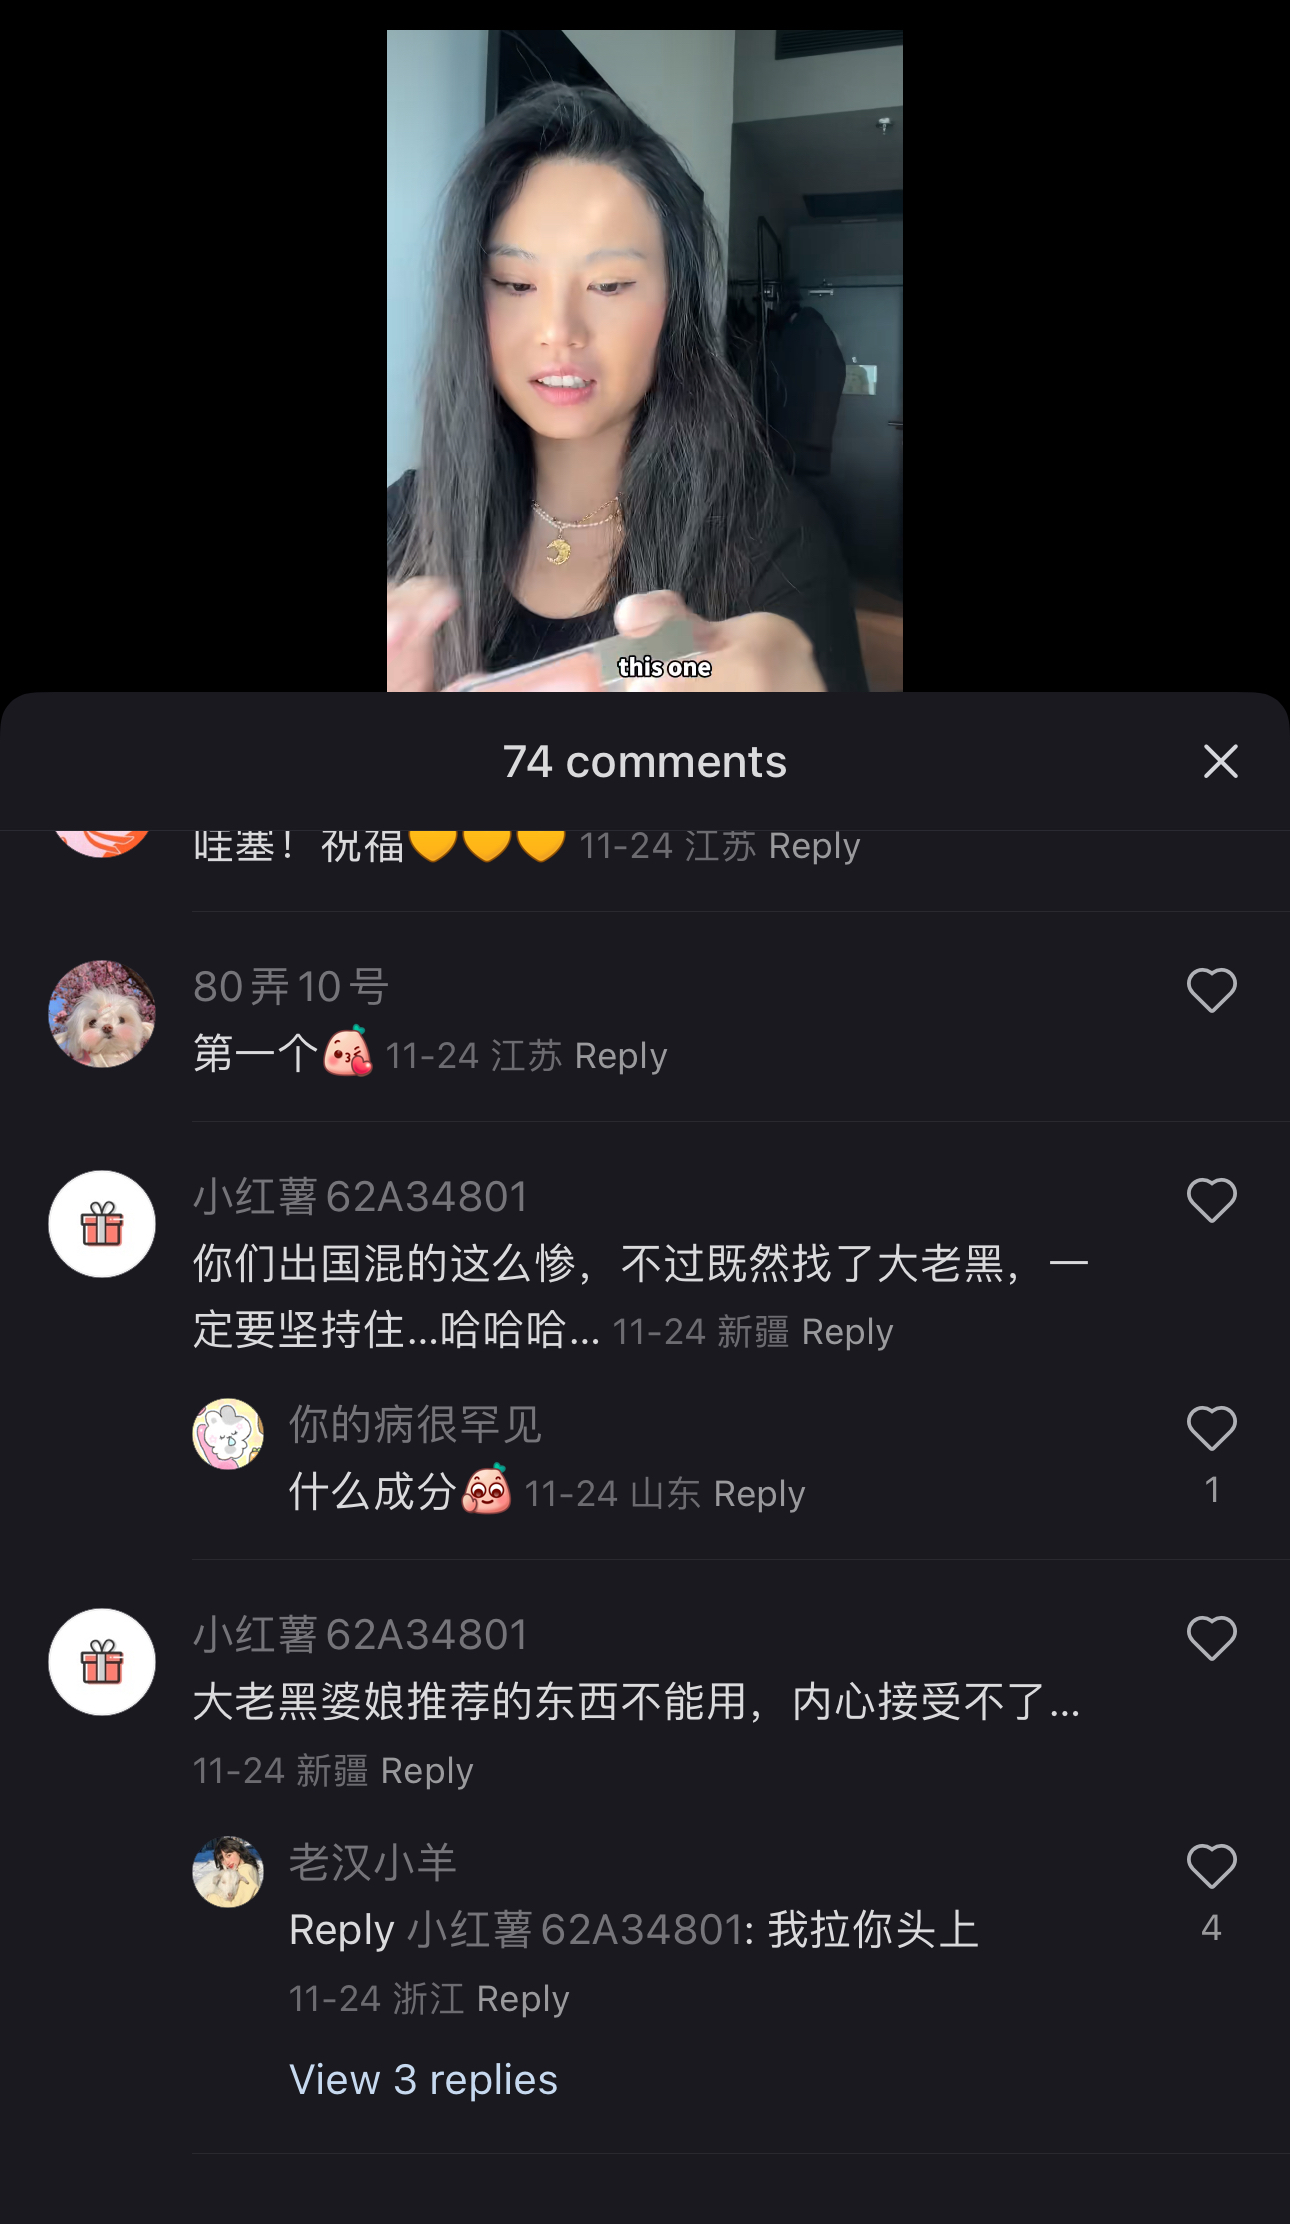 this one
74 comments
哇塞！祝福🧡🧡🧡 11-24 江苏 Reply
80弄10号
第一个 11-24 江苏 Reply
小红薯62A34801
你们出国混的这么惨，不过既然找了大老黑，一
定要坚持住...哈哈哈... 11-24 新疆 Reply
你的病很罕见
什么成分 11-24 山东 Reply
1
小红薯62A34801
大老黑婆娘推荐的东西不能用，内心接受不了...
11-24 新疆 Reply
老汉小羊
Reply 小红薯62A34801: 我拉你头上
4
11-24 浙江 Reply
View 3 replies